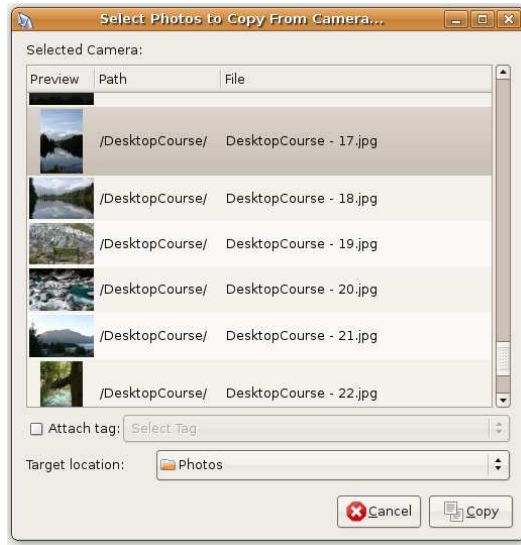 Select Photos to Copy From Camera...
Selected Camera:
Preview Path File
/DesktopCourse/ DesktopCourse - 17.jpg
/DesktopCourse/ DesktopCourse - 18.jpg
/DesktopCourse/ DesktopCourse - 19.jpg
/DesktopCourse/ DesktopCourse - 20.jpg
/DesktopCourse/ DesktopCourse - 21.jpg
/DesktopCourse/ DesktopCourse - 22.jpg
Attach tag: Select Tag
Target location: Photos
Cancel Copy